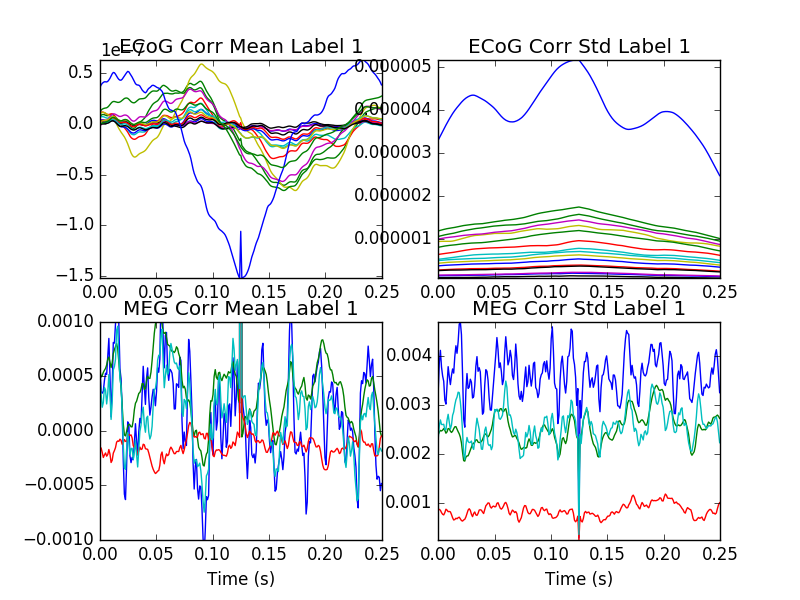 1e−7
ECoG Corr Mean Label 1
0.5
0.0
−0.5
−1.0
−1.5
0.00 0.05 0.10 0.15 0.20 0.25
ECoG Corr Std Label 1
0.000005
0.000004
0.000003
0.000002
0.000001
0.00 0.05 0.10 0.15 0.20 0.25
MEG Corr Mean Label 1
0.0010
0.0005
0.0000
−0.0005
−0.0010
0.00 0.05 0.10 0.15 0.20 0.25
Time (s)
MEG Corr Std Label 1
0.004
0.003
0.002
0.001
0.00 0.05 0.10 0.15 0.20 0.25
Time (s)